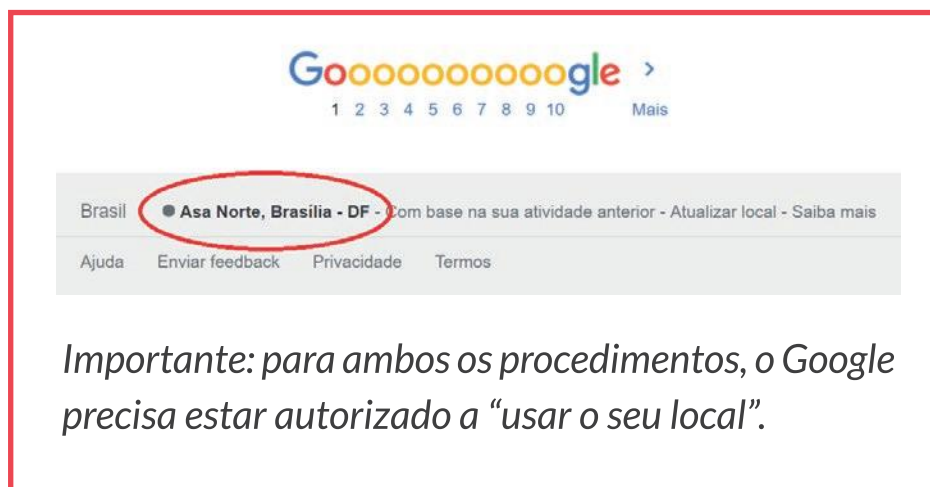 Goooooooooogle >
1 2 3 4 5 6 7 8 9 10 Mais
Brasil ● Asa Norte, Brasília - DF - Com base na sua atividade anterior - Atualizar local - Saiba mais
Ajuda Enviar feedback Privacidade Termos
Importante: para ambos os procedimentos, o Google
precisa estar autorizado a “usar o seu local”.